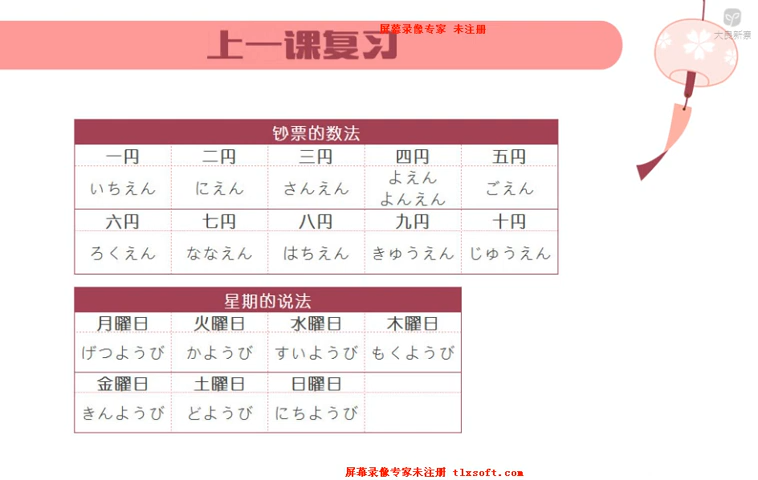 屏幕录像专家 未注册
上一课复习
大良新素
钞票的数法
一円 二円 三円 四円 五円
いちえん にえん さんえん よえん よんえん ごえん
六円 七円 八円 九円 十円
ろくえん ななえん はちえん きゅうえん じゅうえん
星期的说法
月曜日 火曜日 水曜日 木曜日
げつようび かようび すいようび もくようび
金曜日 土曜日 日曜日
きんようび どようび にちようび
屏幕录像专家未注册 tlxsoft.com